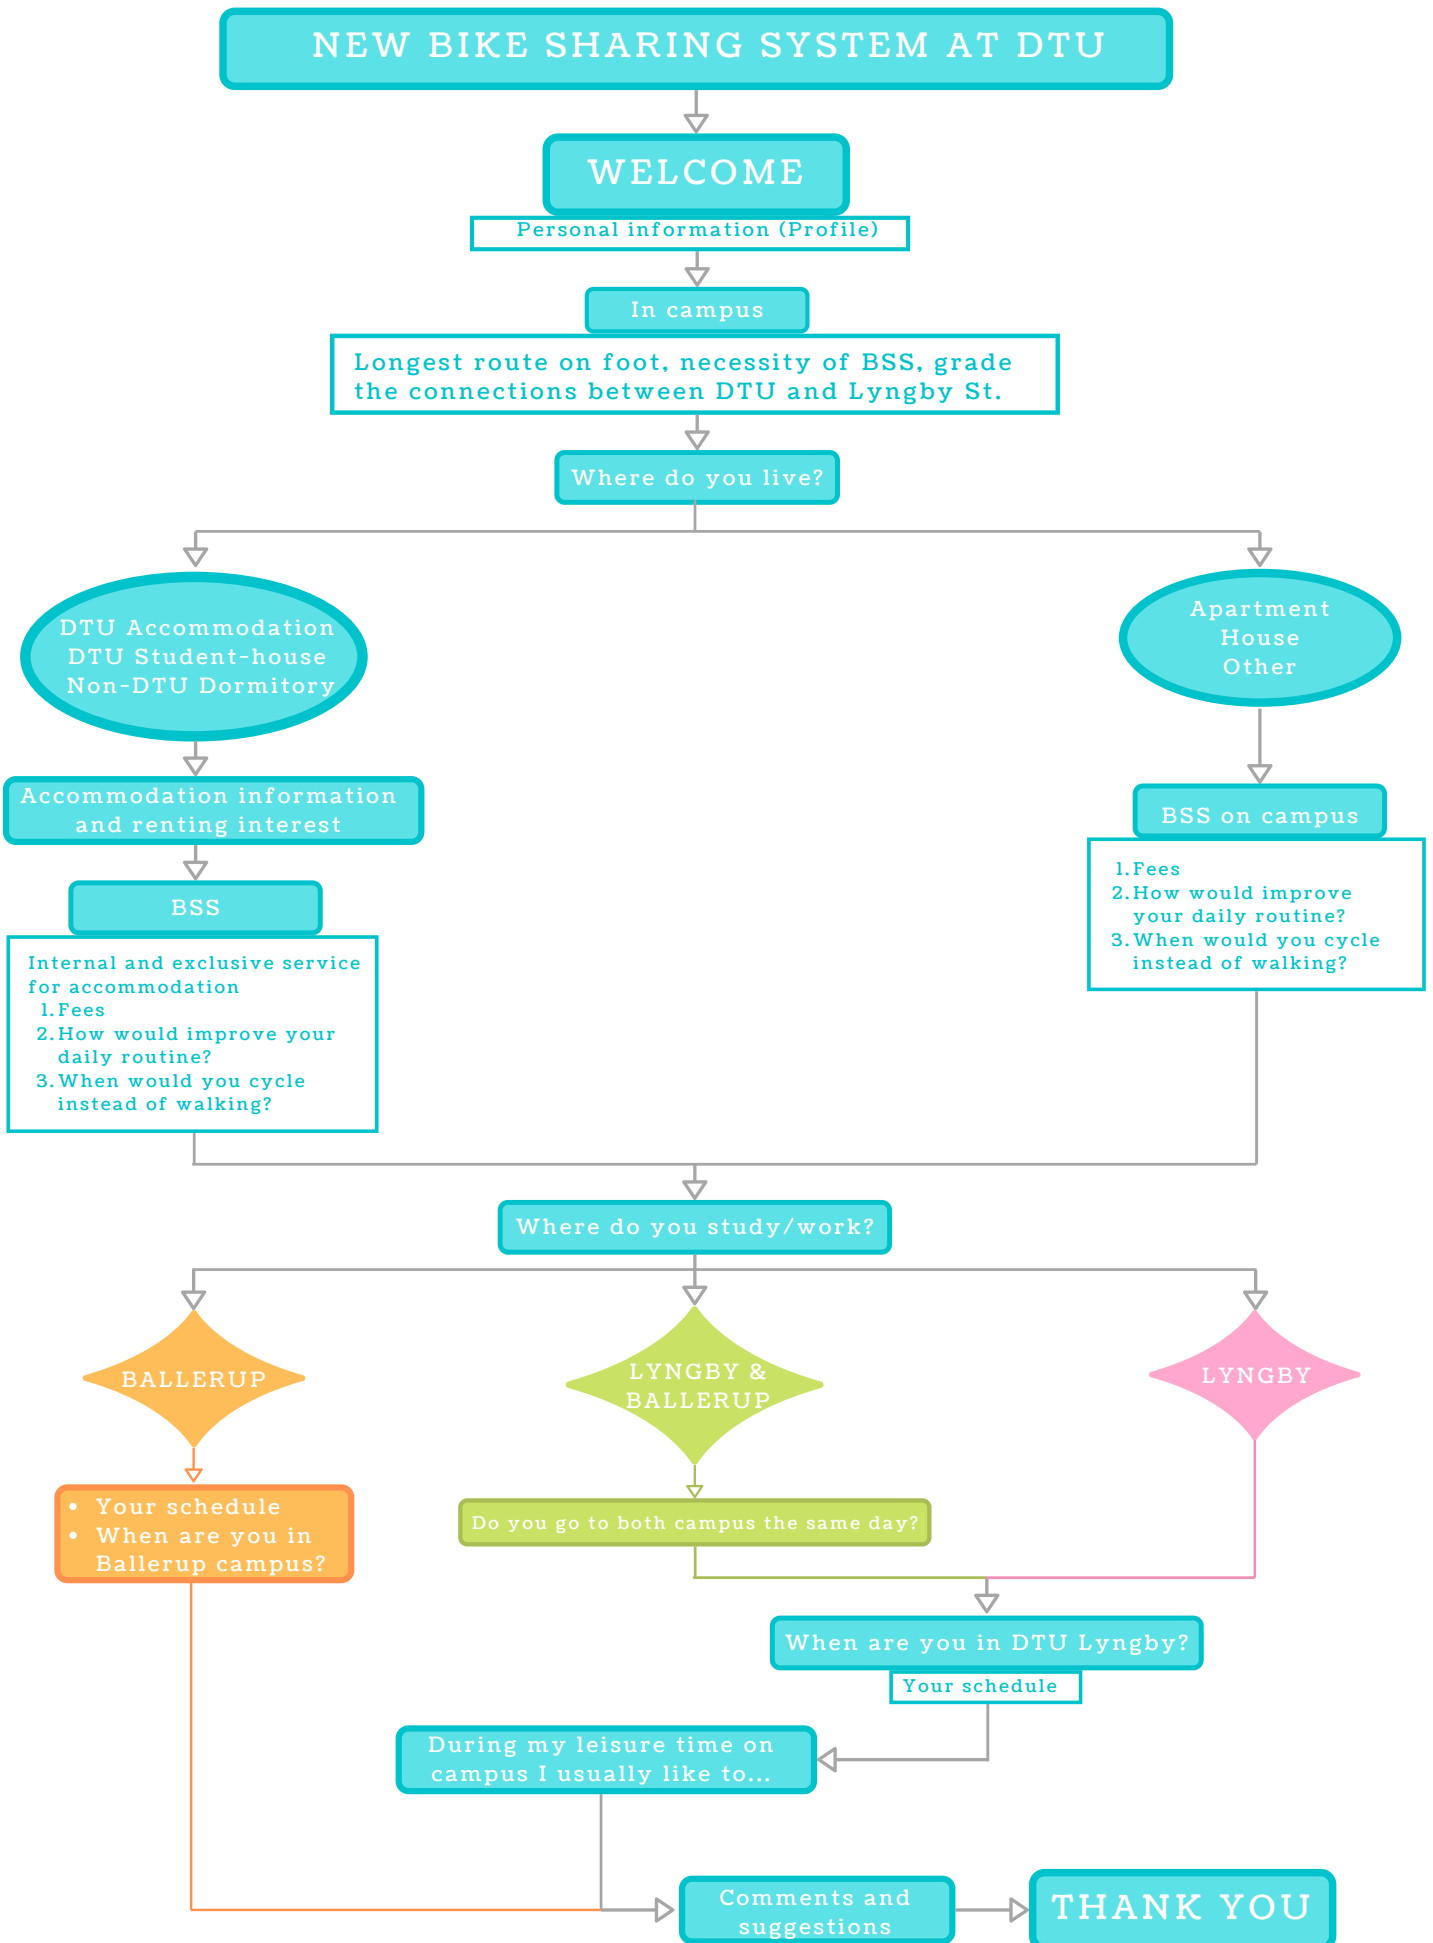 NEW BIKE SHARING SYSTEM AT DTU
WELCOME
Personal information (Profile)
In campus
Longest route on foot, necessity of BSS, grade
the connections between DTU and Lyngby St.
Where do you live?
DTU Accommodation
DTU Student-house
Non-DTU Dormitory
Apartment
House
Other
Accommodation information
and renting interest
BSS on campus
1. Fees
2. How would improve
your daily routine?
3. When would you cycle
instead of walking?
BSS
Internal and exclusive service
for accommodation
1. Fees
2. How would improve your
daily routine?
3. When would you cycle
instead of walking?
Where do you study/work?
BALLERUP
LYNGBY &
BALLERUP
LYNGBY
• Your schedule
• When are you in
Ballerup campus?
Do you go to both campus the same day?
When are you in DTU Lyngby?
Your schedule
During my leisure time on
campus I usually like to...
Comments and
suggestions
THANK YOU